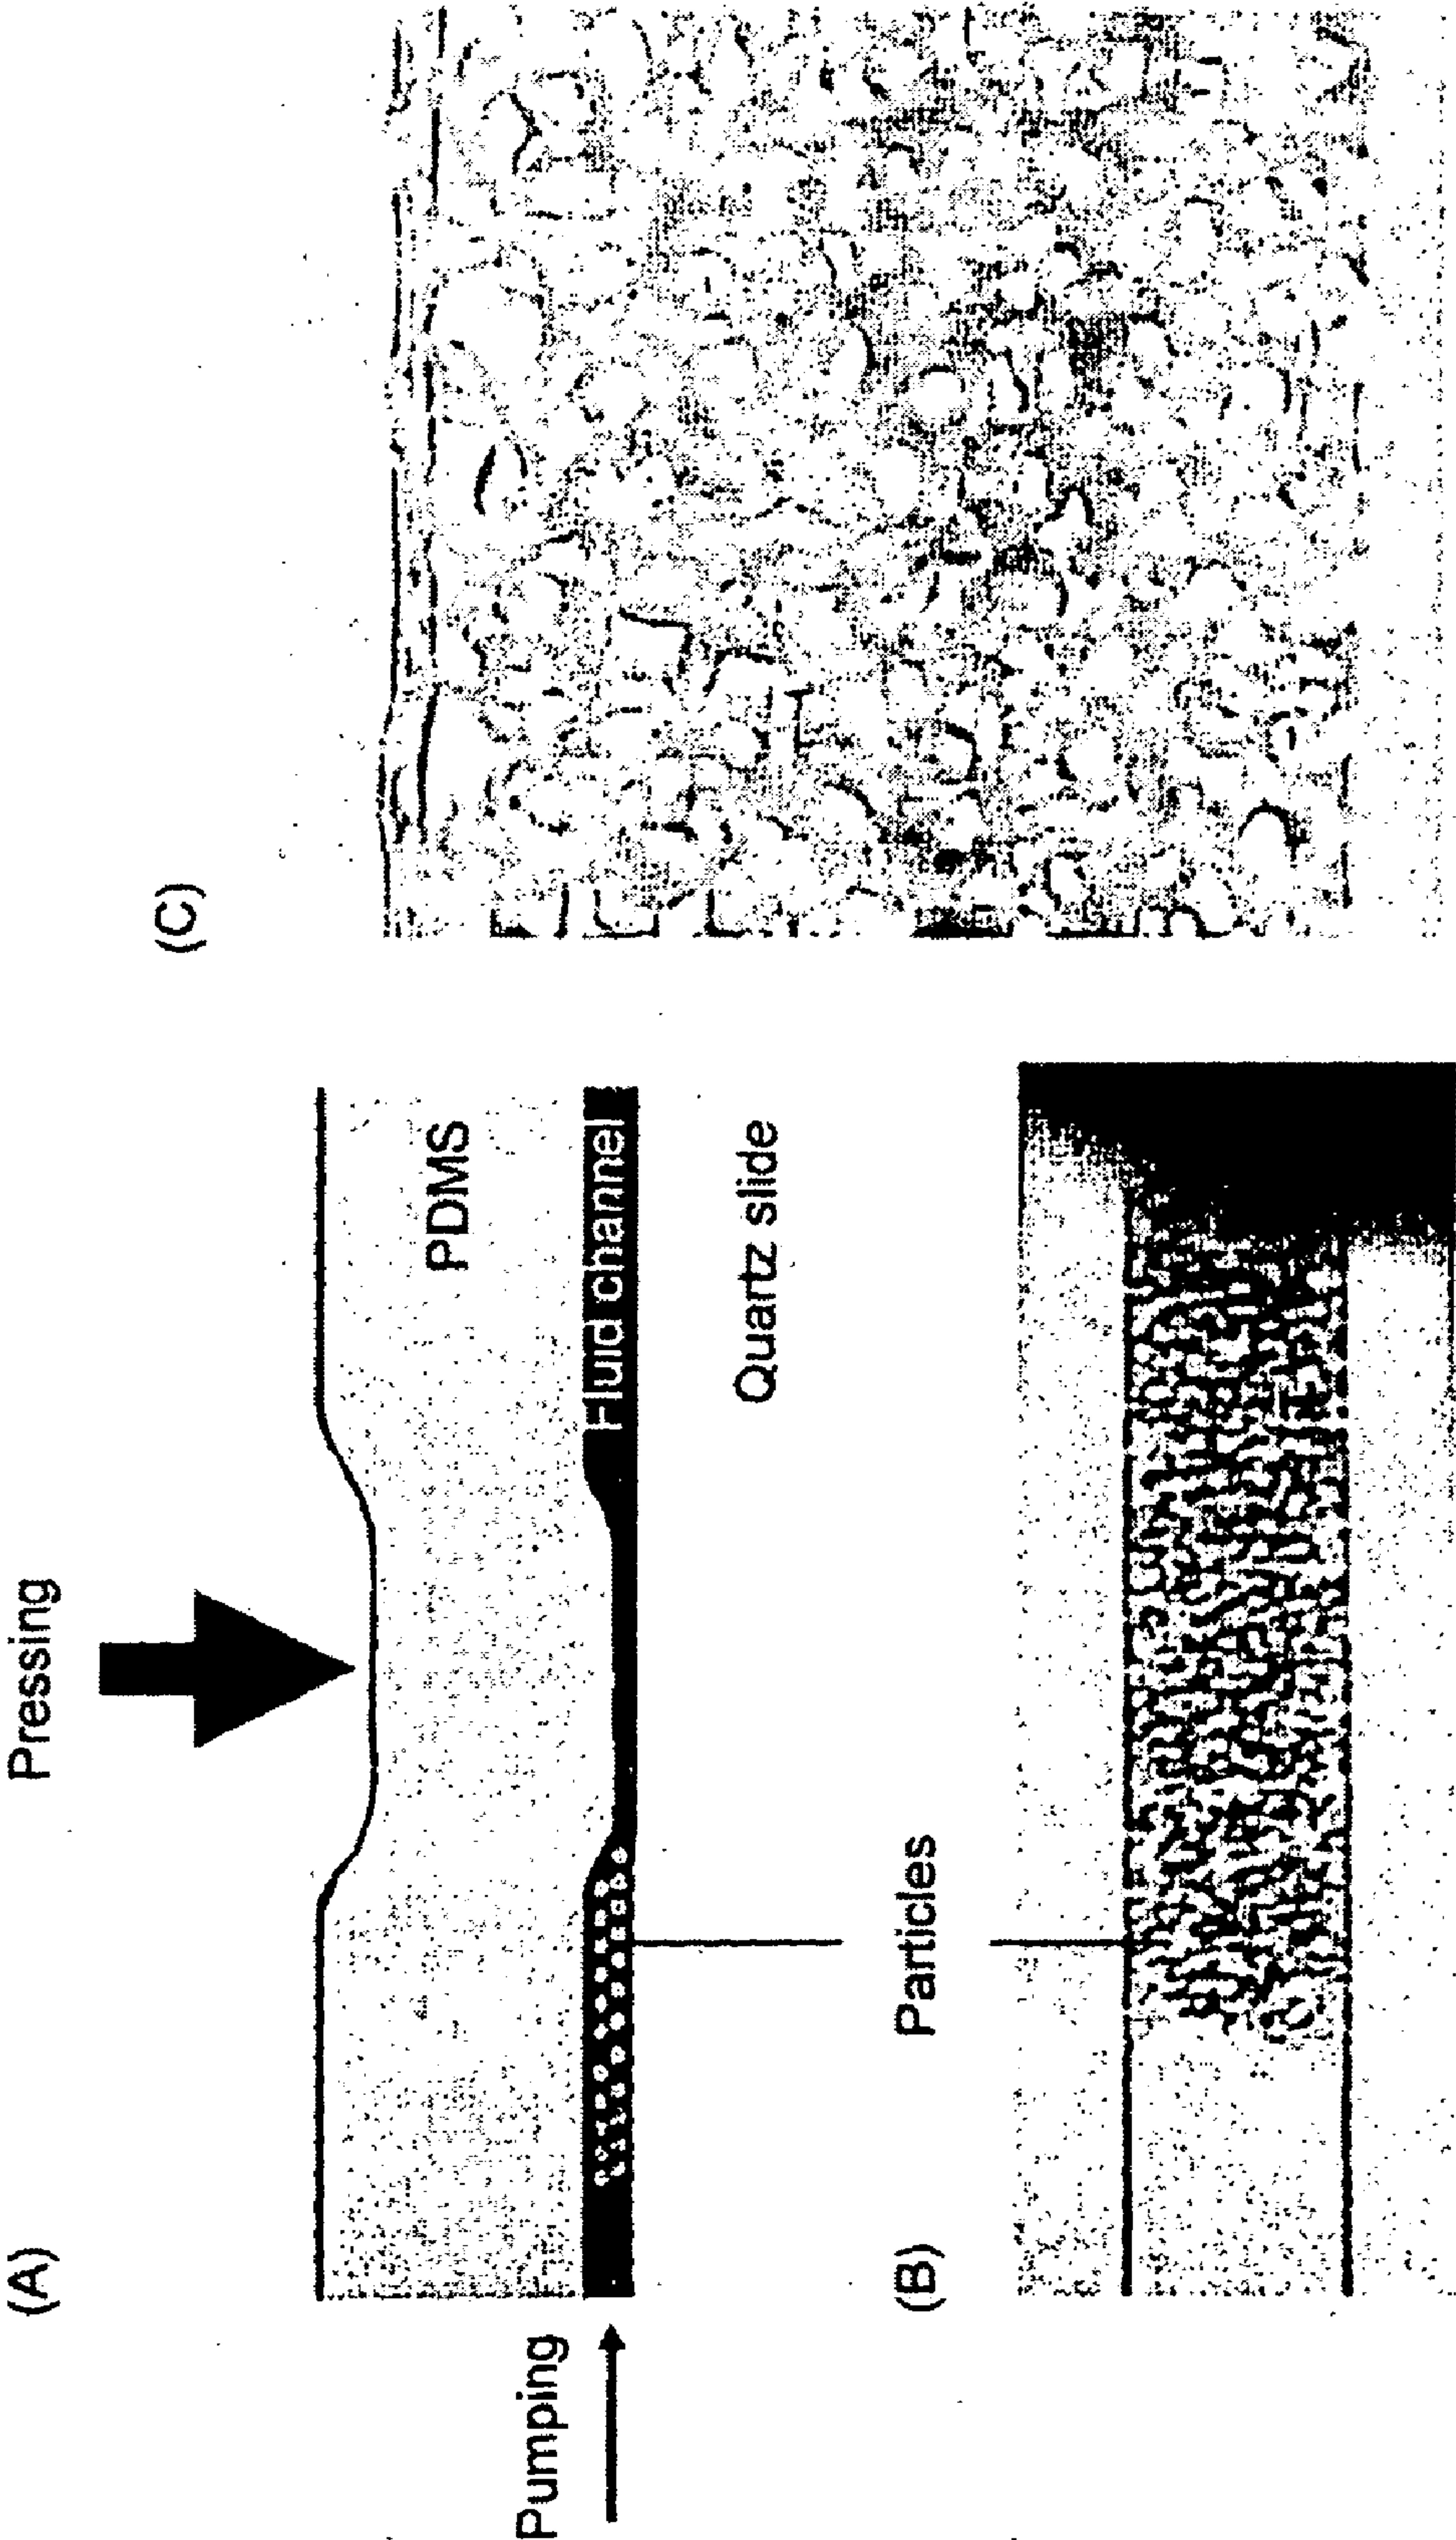 (A)
Pressing
PDMS
Fluid channel
Pumping
Quartz slide
(B)
Particles
(C)